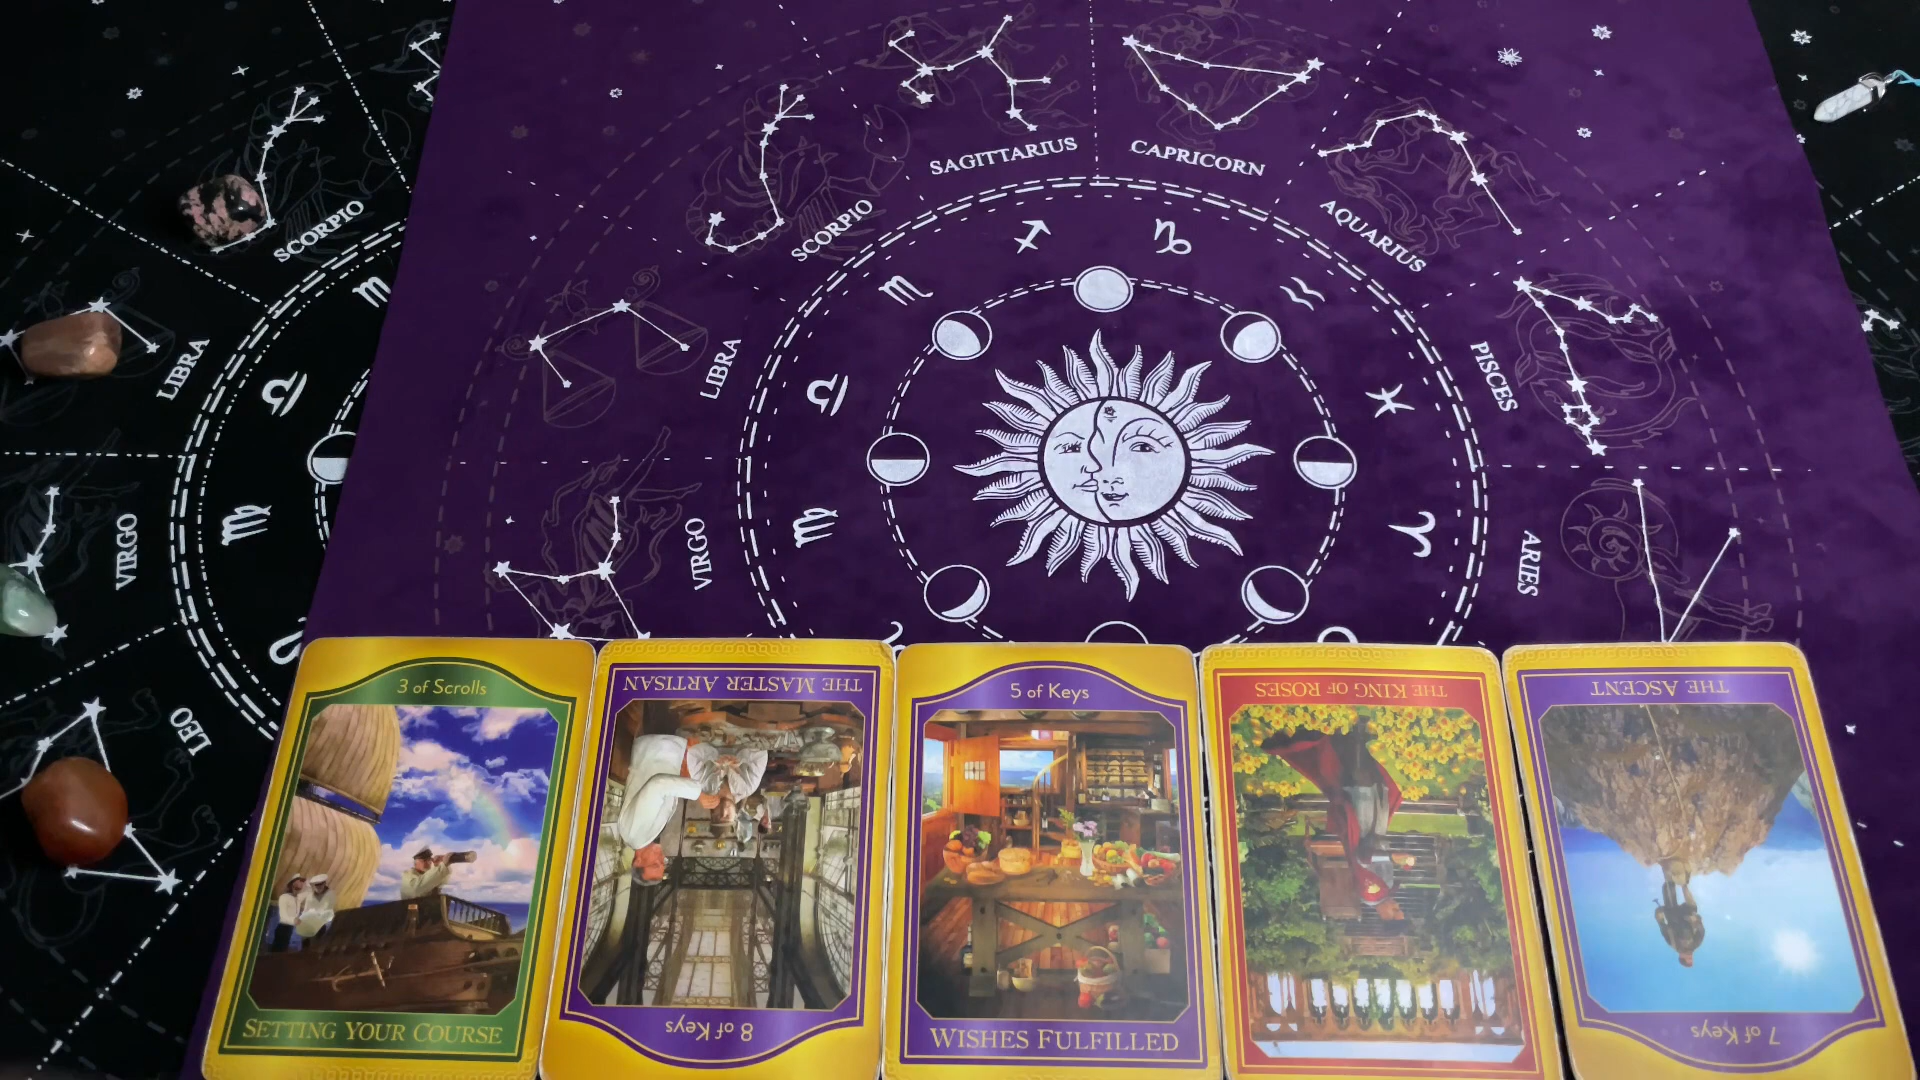 SAGITTARIUS
CAPRICORN
SCORPIO
AQUARIUS
SCORPIO
LIBRA
LIBRA
PISCES
VIRGO
VIRGO
ARIES
LEO
3 of Scrolls
SETTING YOUR COURSE
THE MASTER ARTISAN
8 of Keys
5 of Keys
WISHES FULFILLED
THE KING OF ROSES
THE ASCENT
7 of Keys